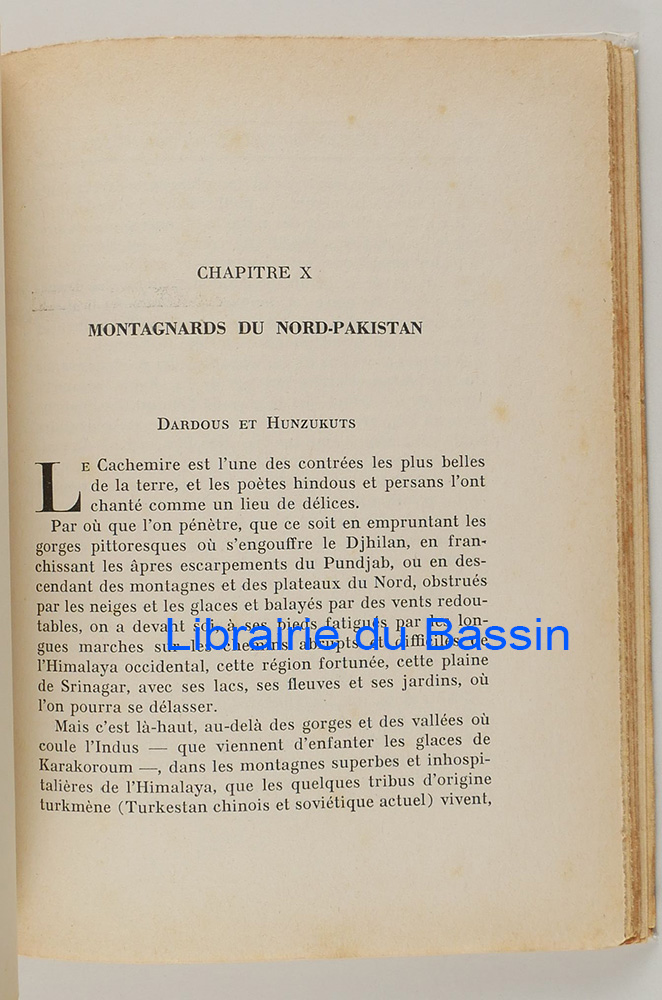 CHAPITRE X
MONTAGNARDS DU NORD-PAKISTAN
DARDOUS ET HUNZUKUTS
LE Cachemire est l'une des contrées les plus belles
de la terre, et les poètes hindous et persans l'ont
chanté comme un lieu de délices.
Par où que l'on pénètre, que ce soit en empruntant les
gorges pittoresques où s'engouffre le Djhilan, en fran-
chissant les âpres escarpements du Pundjab, ou en des-
cendant des montagnes et des plateaux du Nord, obstrués
par les neiges et les glaces et balayés par des vents redou-
tables, on a devant soi, à ses pieds fatigués par les lon-
gues marches sur les chemins abrupts et difficiles de
l'Himalaya occidental, cette région fortunée, cette plaine
de Srinagar, avec ses lacs, ses fleuves et ses jardins, où
l'on pourra se délasser.
Mais c'est là-haut, au-delà des gorges et des vallées où
coule l'Indus — que viennent d'enfanter les glaces de
Karakoroum —, dans les montagnes superbes et inhospi-
talières de l'Himalaya, que les quelques tribus d'origine
turkmène (Turkestan chinois et soviétique actuel) vivent,
Librairie du Bassin